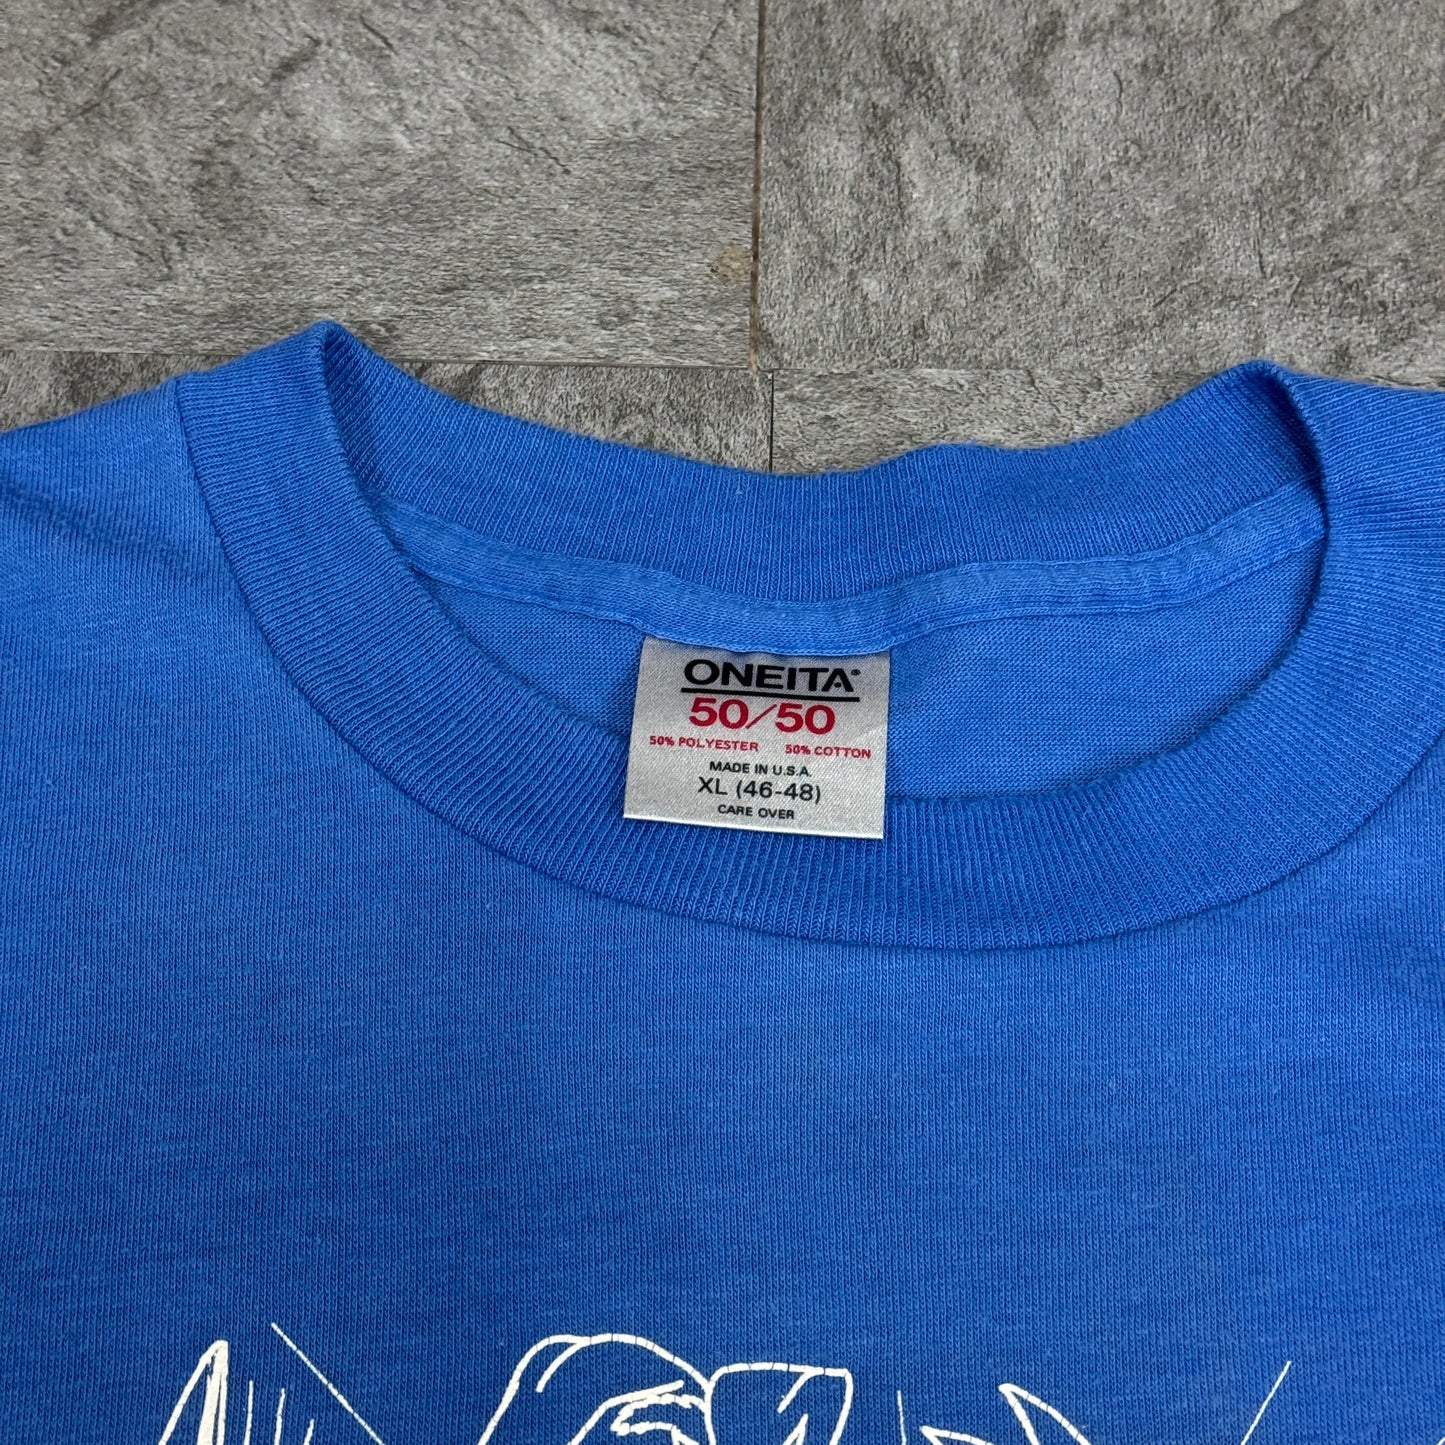 ONEITA®
50/50
50% POLYESTER 50% COTTON
MADE IN U.S.A.
XL (46-48)
CARE OVER